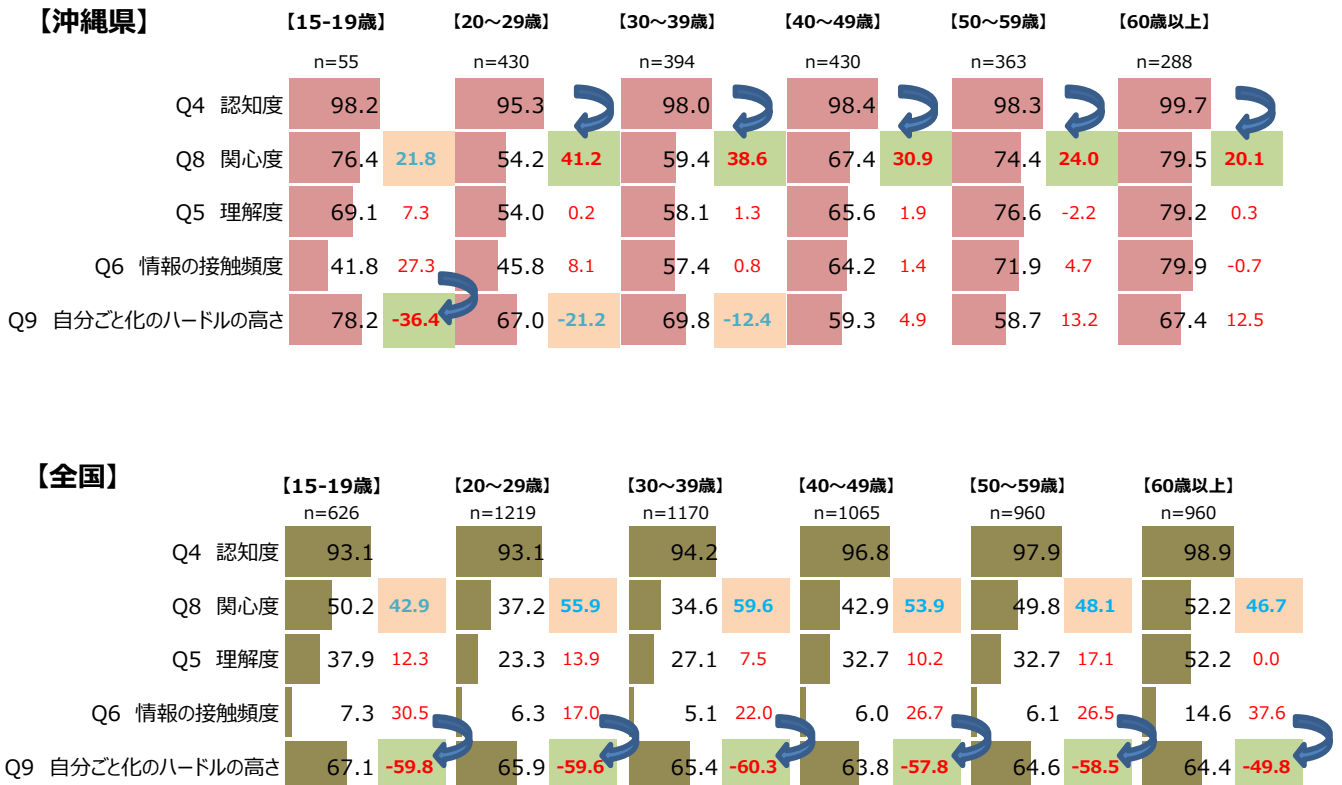 【沖縄県】 【15-19歳】 【20～29歳】 【30～39歳】 【40～49歳】 【50～59歳】 【60歳以上】
n=55 n=430 n=394 n=430 n=363 n=288
Q4 認知度 98.2 95.3 98.0 98.4 98.3 99.7
Q8 関心度 76.4 21.8 54.2 41.2 59.4 38.6 67.4 30.9 74.4 24.0 79.5 20.1
Q5 理解度 69.1 7.3 54.0 0.2 58.1 1.3 65.6 1.9 76.6 -2.2 79.2 0.3
Q6 情報の接触頻度 41.8 27.3 45.8 8.1 57.4 0.8 64.2 1.4 71.9 4.7 79.9 -0.7
Q9 自分ごと化のハードルの高さ 78.2 -36.4 67.0 -21.2 69.8 -12.4 59.3 4.9 58.7 13.2 67.4 12.5
【全国】 【15-19歳】 【20～29歳】 【30～39歳】 【40～49歳】 【50～59歳】 【60歳以上】
n=626 n=1219 n=1170 n=1065 n=960 n=960
Q4 認知度 93.1 93.1 94.2 96.8 97.9 98.9
Q8 関心度 50.2 42.9 37.2 55.9 34.6 59.6 42.9 53.9 49.8 48.1 52.2 46.7
Q5 理解度 37.9 12.3 23.3 13.9 27.1 7.5 32.7 10.2 32.7 17.1 52.2 0.0
Q6 情報の接触頻度 7.3 30.5 6.3 17.0 5.1 22.0 6.0 26.7 6.1 26.5 14.6 37.6
Q9 自分ごと化のハードルの高さ 67.1 -59.8 65.9 -59.6 65.4 -60.3 63.8 -57.8 64.6 -58.5 64.4 -49.8